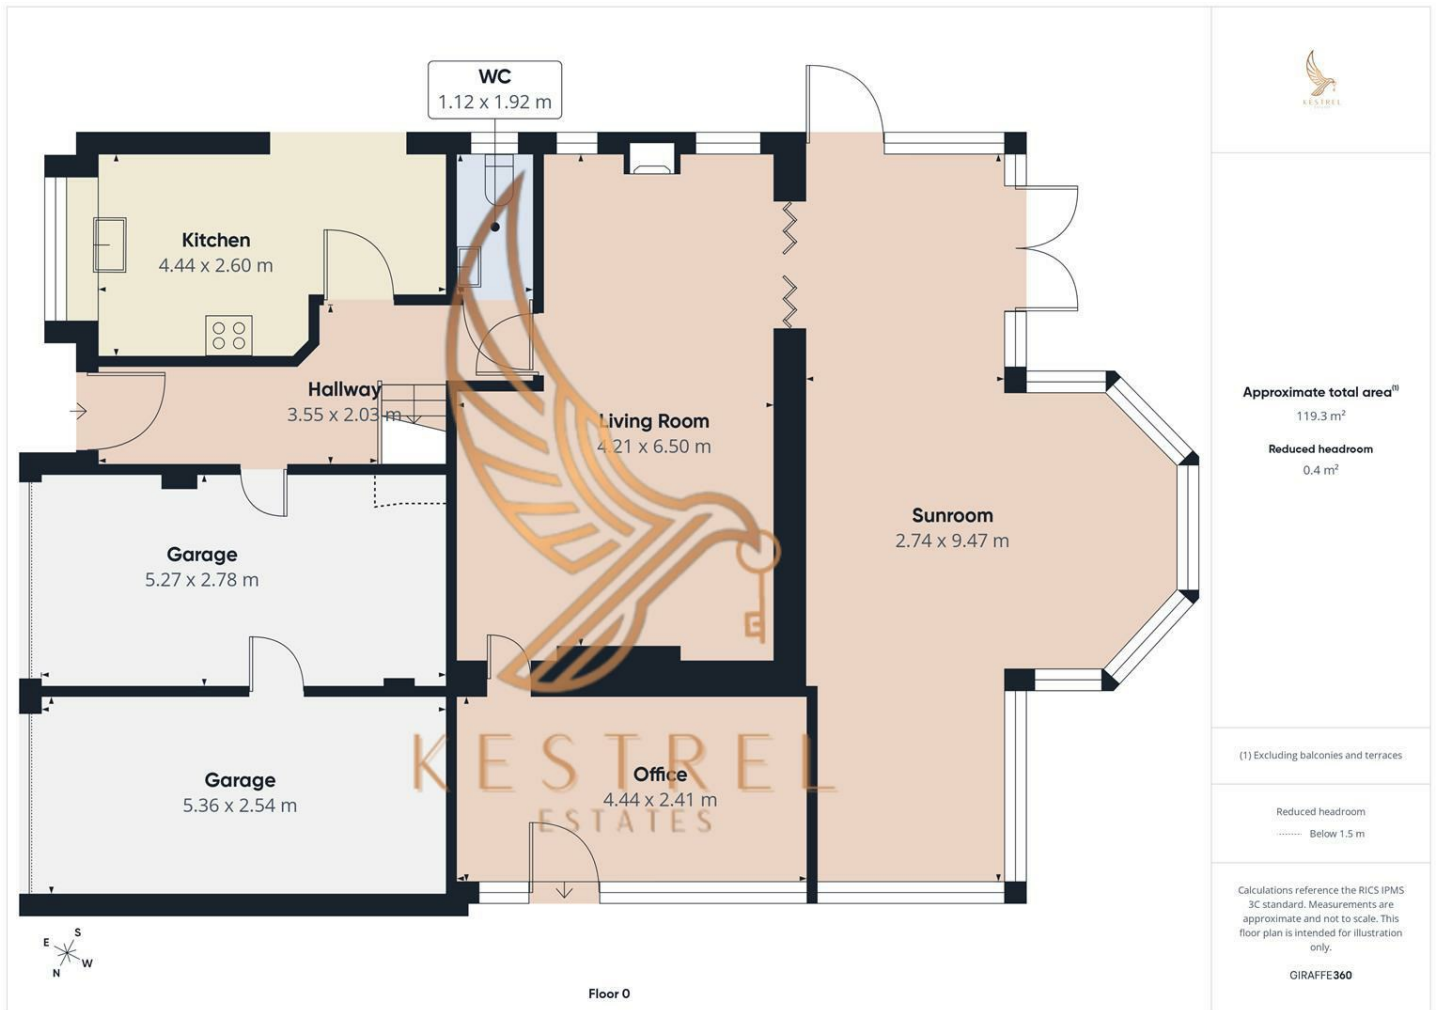 WC
1.12 x 1.92 m
Kitchen
4.44 x 2.60 m
Hallway
3.55 x 2.03 m
Living Room
4.21 x 6.50 m
Sunroom
2.74 x 9.47 m
Garage
5.27 x 2.78 m
Garage
5.36 x 2.54 m
Office
4.44 x 2.41 m
KESTREL
ESTATES
S
E
W
N
Floor 0
KESTREL
Approximate total area(1)
119.3 m²
Reduced headroom
0.4 m²
(1) Excluding balconies and terraces
Reduced headroom
Below 1.5 m
Calculations reference the RICS IPMS
3C standard. Measurements are
approximate and not to scale. This
floor plan is intended for illustration
only.
GIRAFFE360